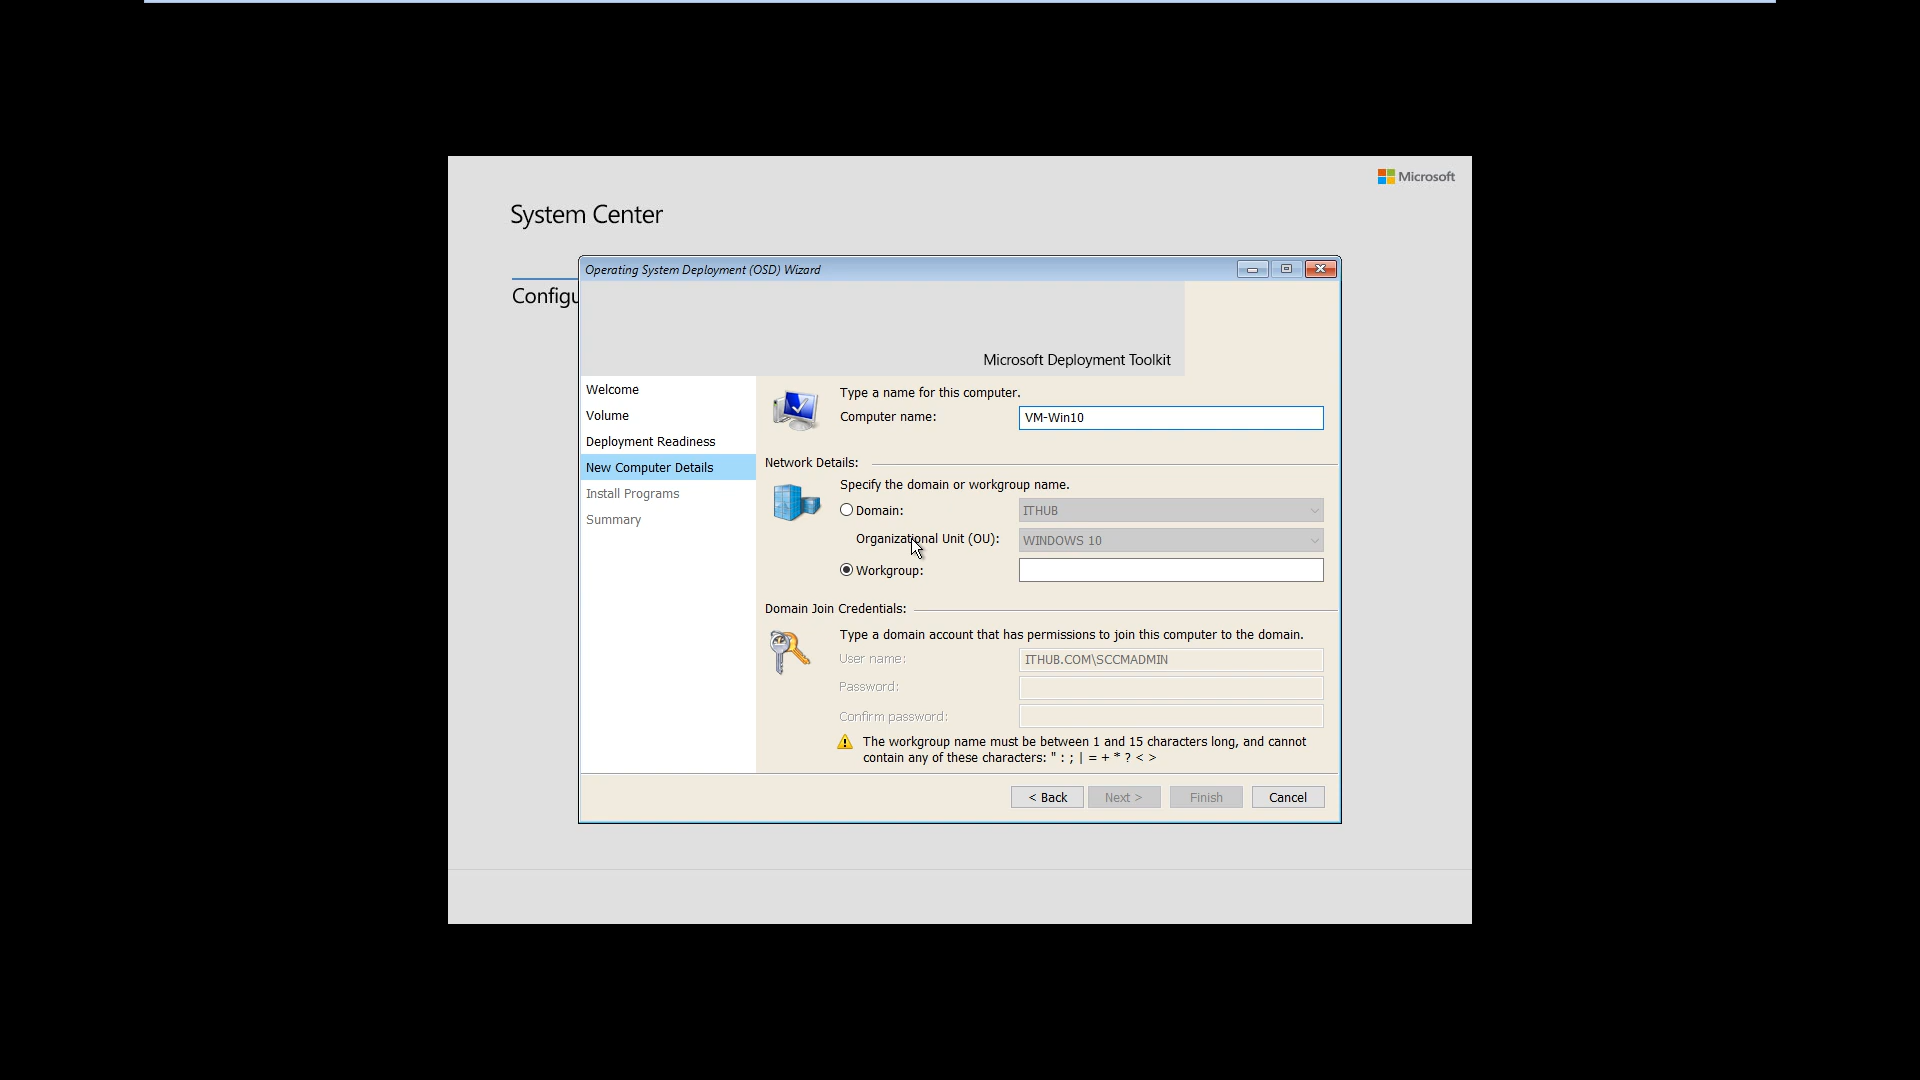 Microsoft
System Center
Operating System Deployment (OSD) Wizard
Configu
Microsoft Deployment Toolkit
Welcome
Volume
Deployment Readiness
New Computer Details
Install Programs
Summary
Type a name for this computer.
Computer name: VM-Win10
Network Details:
Specify the domain or workgroup name.
Domain: ITHUB
Organizational Unit (OU): WINDOWS 10
Workgroup:
Domain Join Credentials:
Type a domain account that has permissions to join this computer to the domain.
User name: ITHUB.COM\SCCMADMIN
Password:
Confirm password:
The workgroup name must be between 1 and 15 characters long, and cannot
contain any of these characters: " : ; | = + * ? < >
< Back Next > Finish Cancel